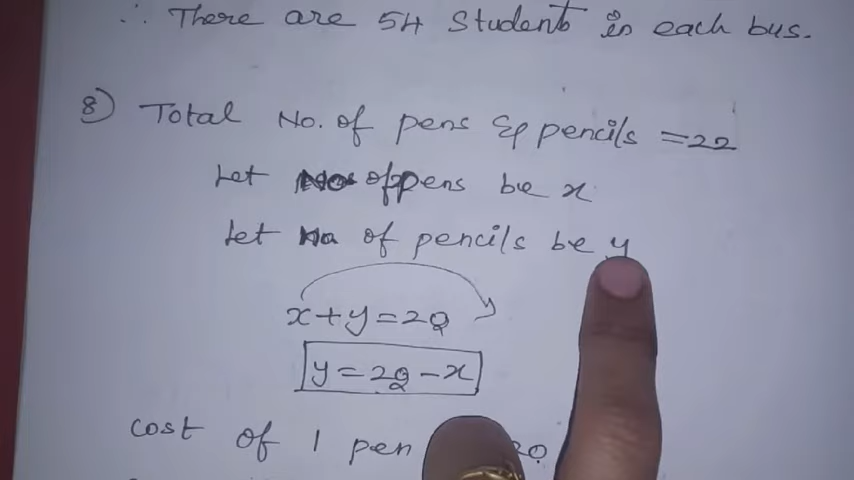 ∴ There are 54 Students in each bus.
8) Total No. of pens & pencils = 22
Let No of pens be x
Let No of pencils be y
x + y = 22
y = 22 - x
cost of 1 pen